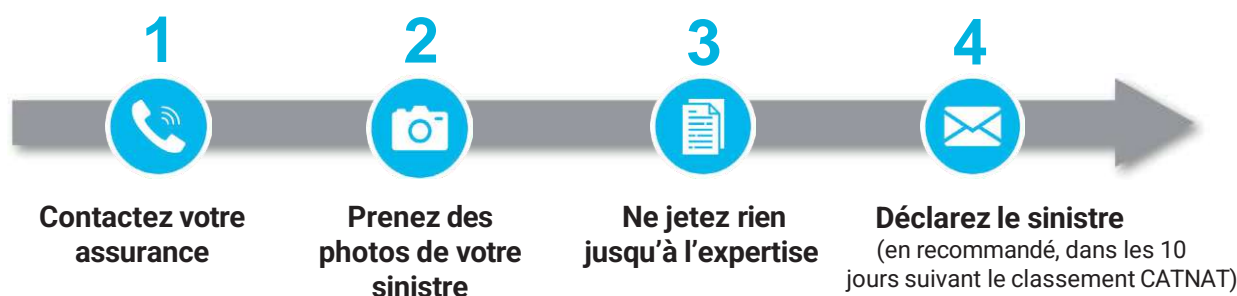 1
Contactez votre
assurance
2
Prenez des
photos de votre
sinistre
3
Ne jetez rien
jusqu’à l’expertise
4
Déclarez le sinistre
(en recommandé, dans les 10
jours suivant le classement CATNAT)